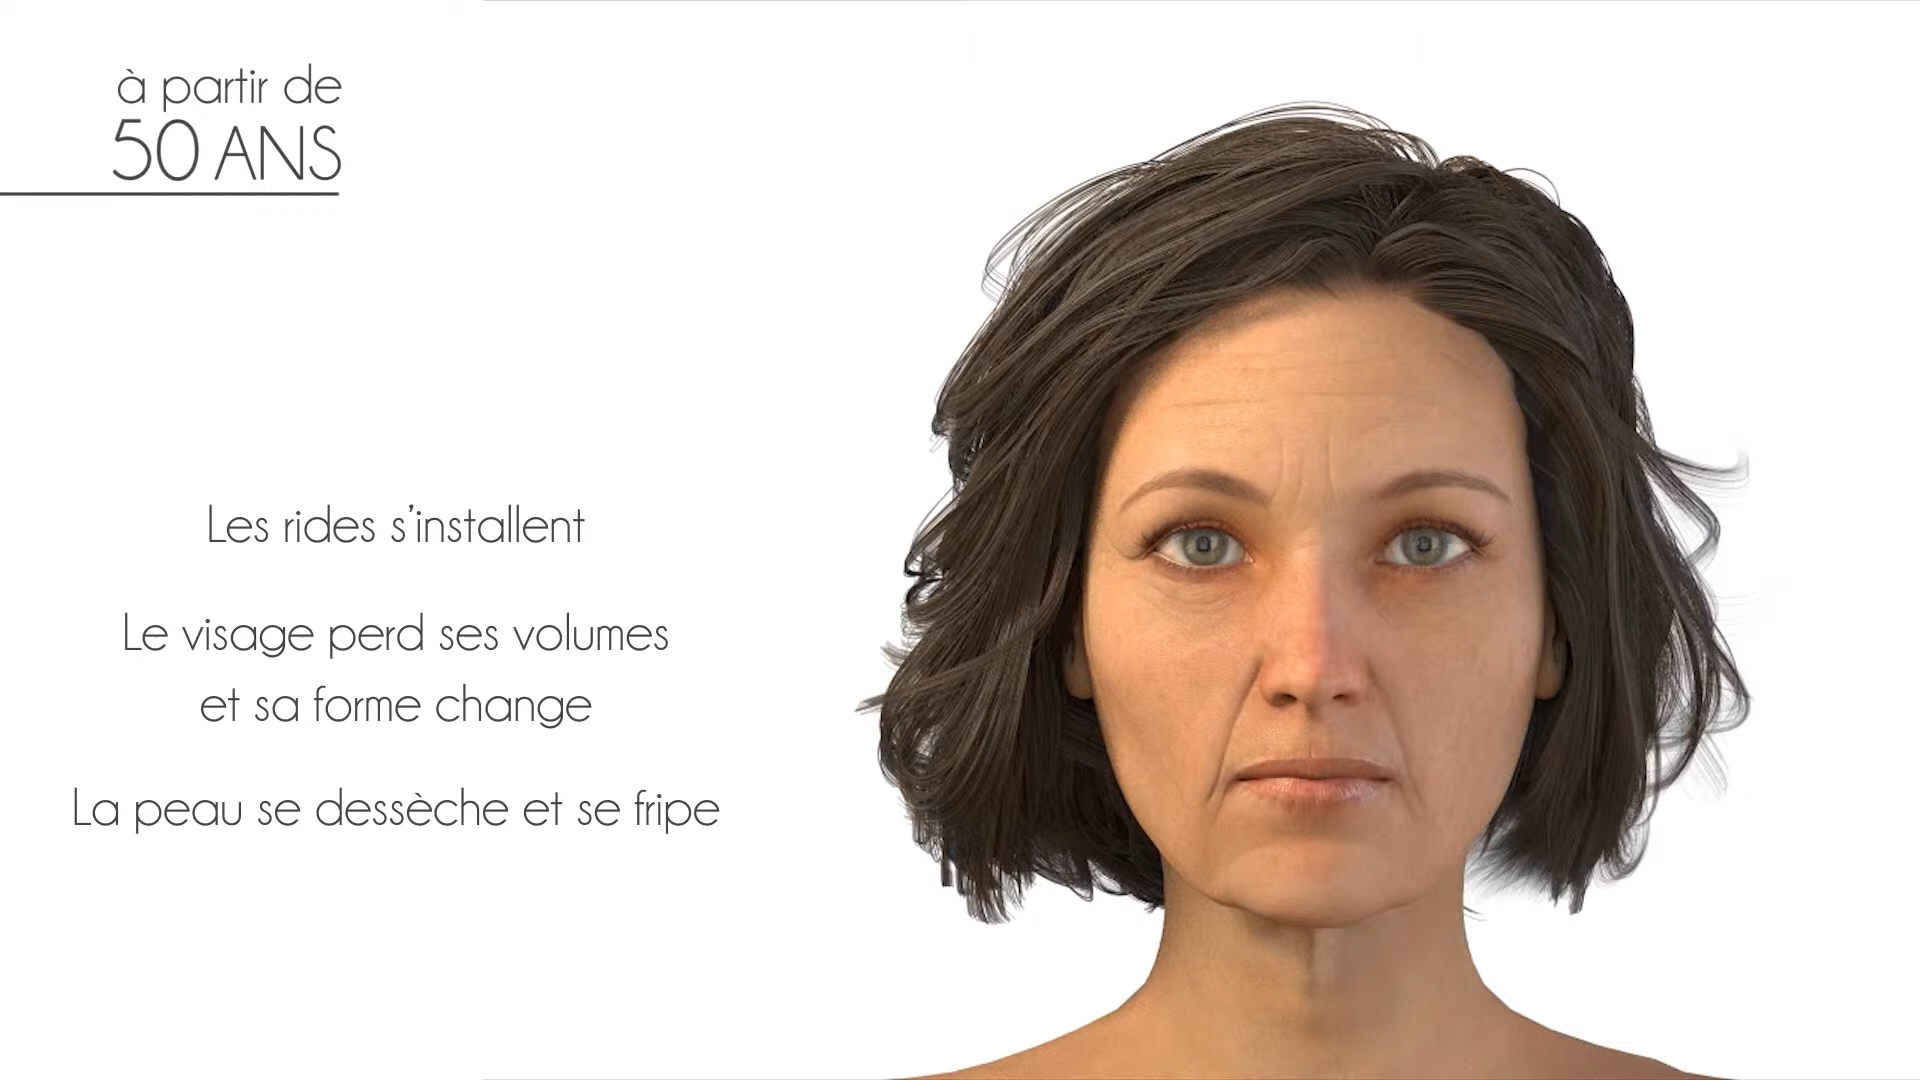 à partir de
50 ANS
Les rides s’installent
Le visage perd ses volumes
et sa forme change
La peau se dessèche et se fripe